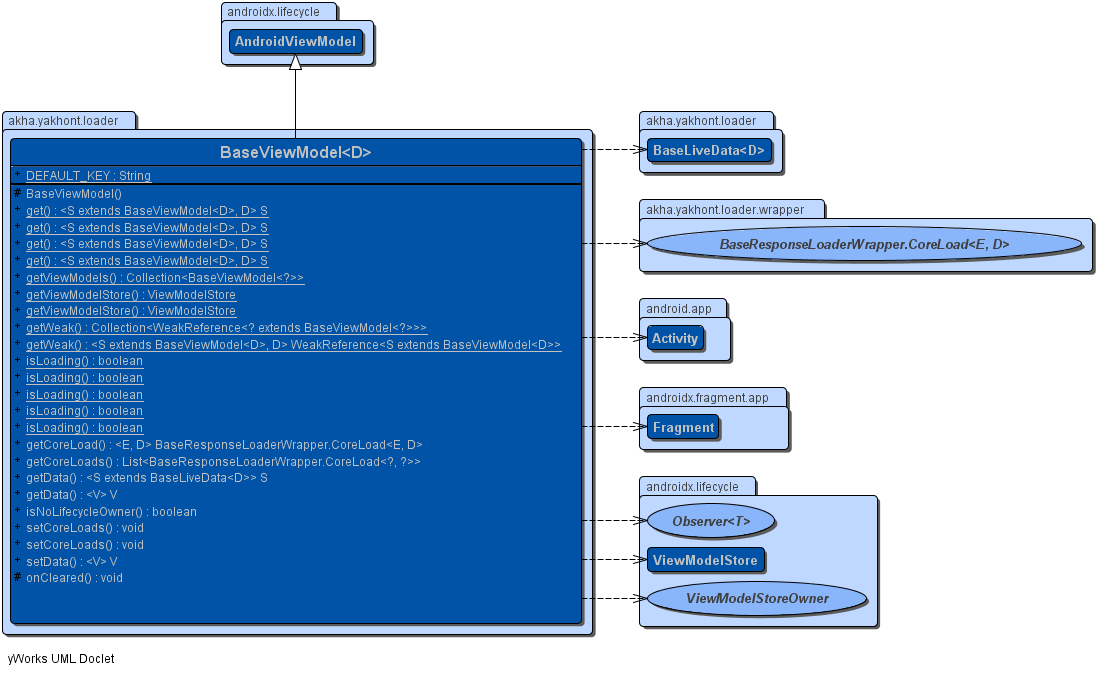 androidx.lifecycle
AndroidViewModel
akha.yakhont.loader
BaseViewModel<D>
+ DEFAULT_KEY : String
# BaseViewModel()
+ get() : <S extends BaseViewModel<D>, D> S
+ get() : <S extends BaseViewModel<D>, D> S
+ get() : <S extends BaseViewModel<D>, D> S
+ get() : <S extends BaseViewModel<D>, D> S
+ getViewModels() : Collection<BaseViewModel<?>>
+ getViewModelStore() : ViewModelStore
+ getViewModelStore() : ViewModelStore
+ getWeak() : Collection<WeakReference<? extends BaseViewModel<?>>>
+ getWeak() : <S extends BaseViewModel<D>, D> WeakReference<S extends BaseViewModel<D>>
+ isLoading() : boolean
+ isLoading() : boolean
+ isLoading() : boolean
+ isLoading() : boolean
+ isLoading() : boolean
+ getCoreLoad() : <E, D> BaseResponseLoaderWrapper.CoreLoad<E, D>
+ getCoreLoads() : List<BaseResponseLoaderWrapper.CoreLoad<?, ?>>
+ getData() : <S extends BaseLiveData<D>> S
+ getData() : <V> V
+ isNoLifecycleOwner() : boolean
+ setCoreLoads() : void
+ setCoreLoads() : void
+ setData() : <V> V
# onCleared() : void
akha.yakhont.loader
BaseLiveData<D>
akha.yakhont.loader.wrapper
BaseResponseLoaderWrapper.CoreLoad<E, D>
android.app
Activity
androidx.fragment.app
Fragment
androidx.lifecycle
Observer<T>
ViewModelStore
ViewModelStoreOwner
yWorks UML Doclet